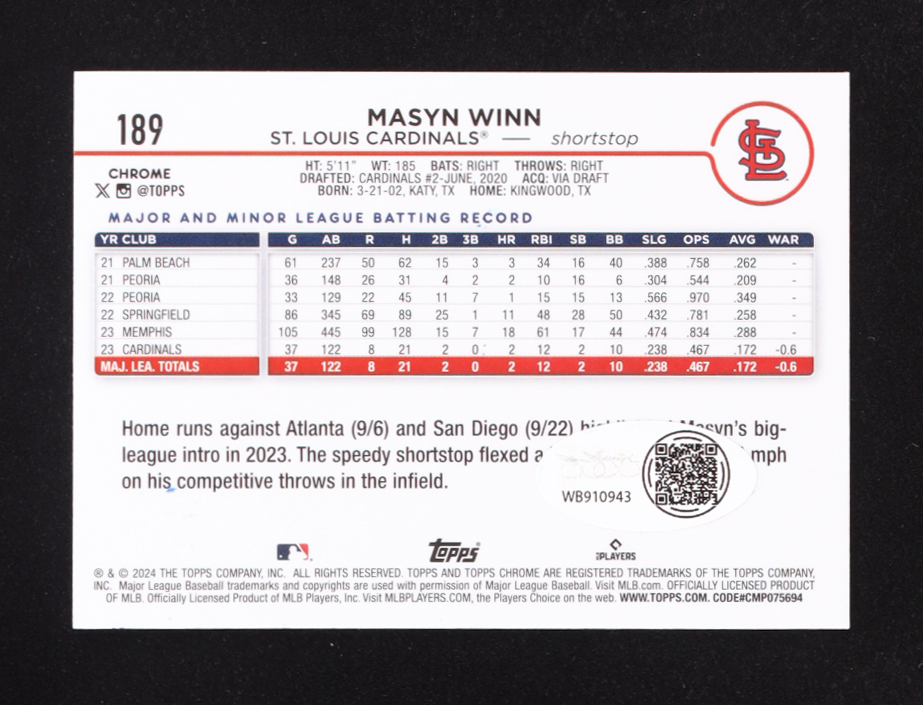 189
MASYN WINN
ST. LOUIS CARDINALS® — shortstop
CHROME
@TOPPS
HT: 5'11" WT: 185 BATS: RIGHT THROWS: RIGHT
DRAFTED: CARDINALS #2-JUNE, 2020 ACQ: VIA DRAFT
BORN: 3-21-02, KATY, TX HOME: KINGWOOD, TX
MAJOR AND MINOR LEAGUE BATTING RECORD
YR CLUB G AB R H 2B 3B HR RBI SB BB SLG OPS AVG WAR
21 PALM BEACH 61 237 50 62 15 3 3 34 16 40 .388 .758 .262 -
21 PEORIA 36 148 26 31 4 2 2 10 16 6 .304 .544 .209 -
22 PEORIA 33 129 22 45 11 7 1 15 15 13 .566 .970 .349 -
22 SPRINGFIELD 86 345 69 89 25 1 11 48 28 50 .432 .781 .258 -
23 MEMPHIS 105 445 99 128 15 7 18 61 17 44 .474 .834 .288 -
23 CARDINALS 37 122 8 21 2 0 2 12 2 10 .238 .467 .172 -0.6
MAJ. LEA. TOTALS 37 122 8 21 2 0 2 12 2 10 .238 .467 .172 -0.6
Home runs against Atlanta (9/6) and San Diego (9/22) Masyn's big-
league intro in 2023. The speedy shortstop flexed mph
on his competitive throws in the infield.
WB910943
Topps
PLAYERS
® & © 2024 THE TOPPS COMPANY, INC. ALL RIGHTS RESERVED. TOPPS AND TOPPS CHROME ARE REGISTERED TRADEMARKS OF THE TOPPS COMPANY,
INC. Major League Baseball trademarks and copyrights are used with permission of Major League Baseball. Visit MLB.com. OFFICIALLY LICENSED PRODUCT
OF MLB. Officially Licensed Product of MLB Players, Inc. Visit MLBPLAYERS.COM, the Players Choice on the web. WWW.TOPPS.COM. CODE#CMP075694